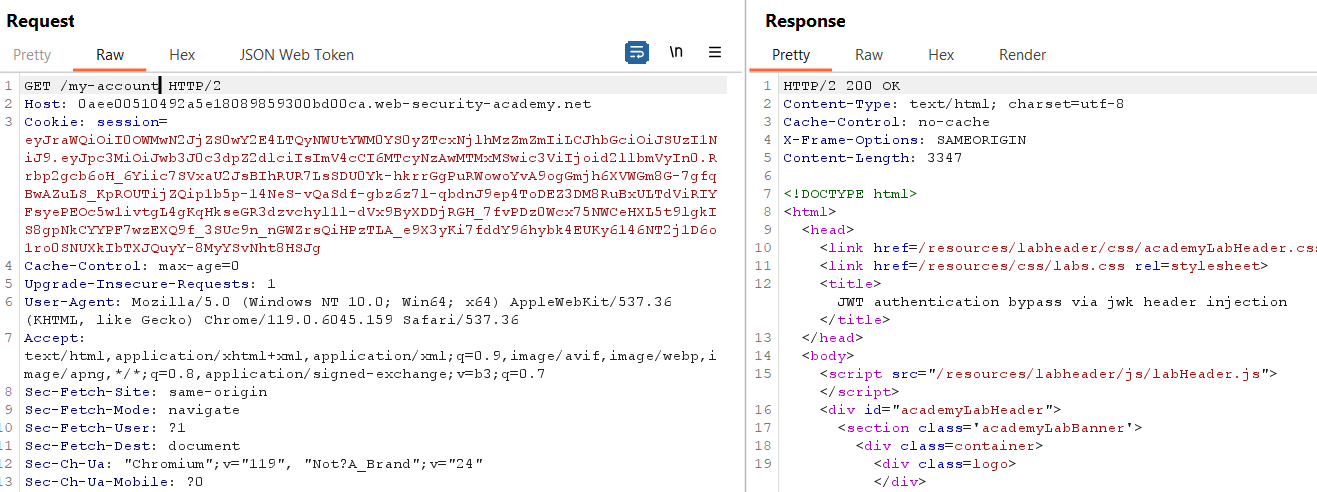 Request
Pretty Raw Hex JSON Web Token \n
1 GET /my-account HTTP/2
2 Host: 0aee00510492a5e18089859300bd00ca.web-security-academy.net
3 Cookie: session=
eyJraWQiOiI0OWMwN2JjZS0wY2E4LTQyNWUtYWM0YS0yZTcxNjlhMzZmZmIiLCJhbGciOiJSUzI1N
iJ9.eyJpc3MiOiJwb3J0c3dpZ2dlciIsImV4cCI6MTcyNzAwMTMxMSwic3ViIjoid2llbmVyIn0.R
rbp2gcb6oH_6Yiic7SVxaU2JsBIhRUR7LsSDU0Yk-hkrrGgPuRWowoYvA9ogGmjh6XVWGm8G-7gfq
BwAZuLS_KpROUTijZQip1b5p-14NeS-vQaSdf-gbz6z7l-qbdnJ9ep4ToDEZ3DM8RuBxULTdViRIY
FsyePEOc5w1ivtgL4gKqHkseGR3dzvchyl1l-dVx9ByXDDjRGH_7fvPDz0Wcx75NWCeHXL5t9lgkI
S8gpNkCYYPF7wzEXQ9f_3SUc9n_nGWZrsQiHPzTLA_e9X3yKi7fddY96hybk4EUKy6146NT2j1D6o
1ro0SNUXkIbTXJQuyY-8MyYSvNht8HSJg
4 Cache-Control: max-age=0
5 Upgrade-Insecure-Requests: 1
6 User-Agent: Mozilla/5.0 (Windows NT 10.0; Win64; x64) AppleWebKit/537.36
(KHTML, like Gecko) Chrome/119.0.6045.159 Safari/537.36
7 Accept:
text/html,application/xhtml+xml,application/xml;q=0.9,image/avif,image/webp,i
mage/apng,*/*;q=0.8,application/signed-exchange;v=b3;q=0.7
8 Sec-Fetch-Site: same-origin
9 Sec-Fetch-Mode: navigate
10 Sec-Fetch-User: ?1
11 Sec-Fetch-Dest: document
12 Sec-Ch-Ua: "Chromium";v="119", "Not?A_Brand";v="24"
13 Sec-Ch-Ua-Mobile: ?0
Response
Pretty Raw Hex Render
1 HTTP/2 200 OK
2 Content-Type: text/html; charset=utf-8
3 Cache-Control: no-cache
4 X-Frame-Options: SAMEORIGIN
5 Content-Length: 3347
6
7 <!DOCTYPE html>
8 <html>
9 <head>
10 <link href=/resources/labheader/css/academyLabHeader.css
11 <link href=/resources/css/labs.css rel=stylesheet>
12 <title>
JWT authentication bypass via jwk header injection
</title>
13 </head>
14 <body>
15 <script src="/resources/labheader/js/labHeader.js">
</script>
16 <div id="academyLabHeader">
17 <section class='academyLabBanner'>
18 <div class=container>
19 <div class=logo>
</div>